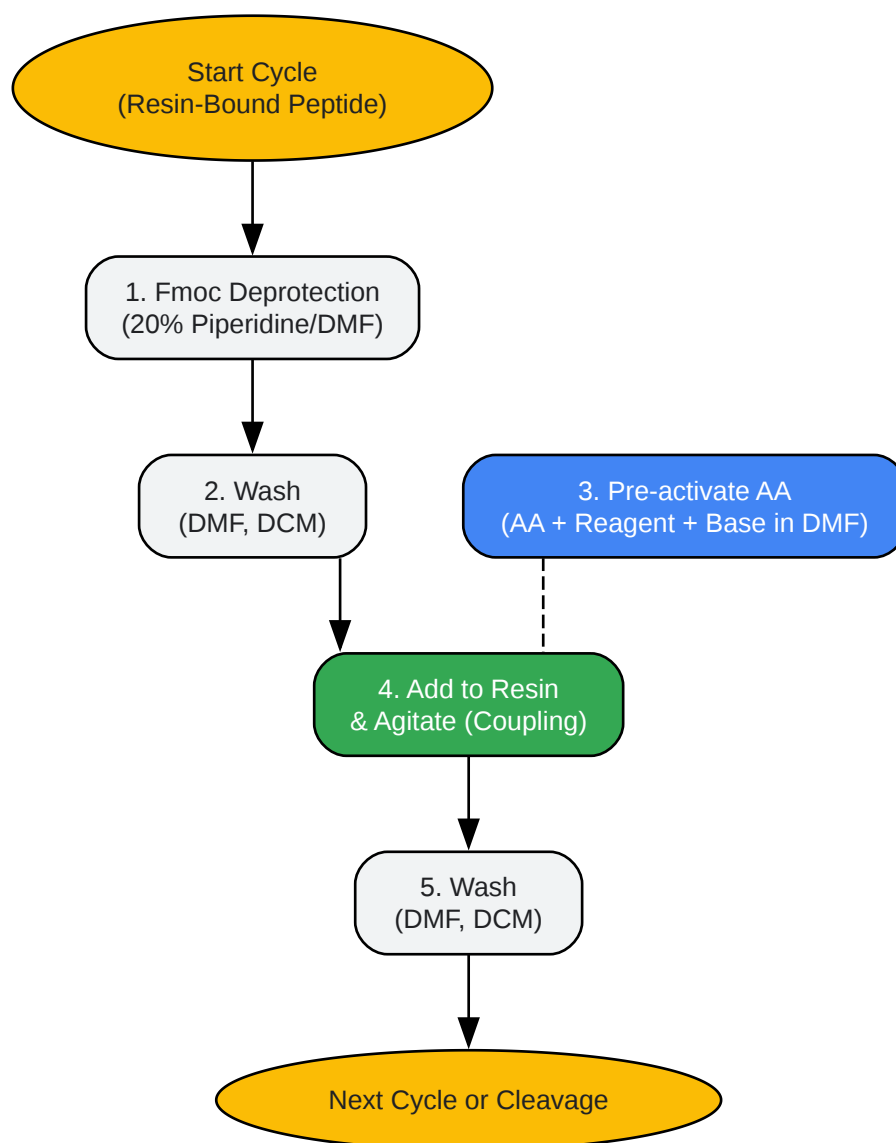 Start Cycle
(Resin-Bound Peptide)
1. Fmoc Deprotection
(20% Piperidine/DMF)
2. Wash
(DMF, DCM)
3. Pre-activate AA
(AA + Reagent + Base in DMF)
4. Add to Resin
& Agitate (Coupling)
5. Wash
(DMF, DCM)
Next Cycle or Cleavage